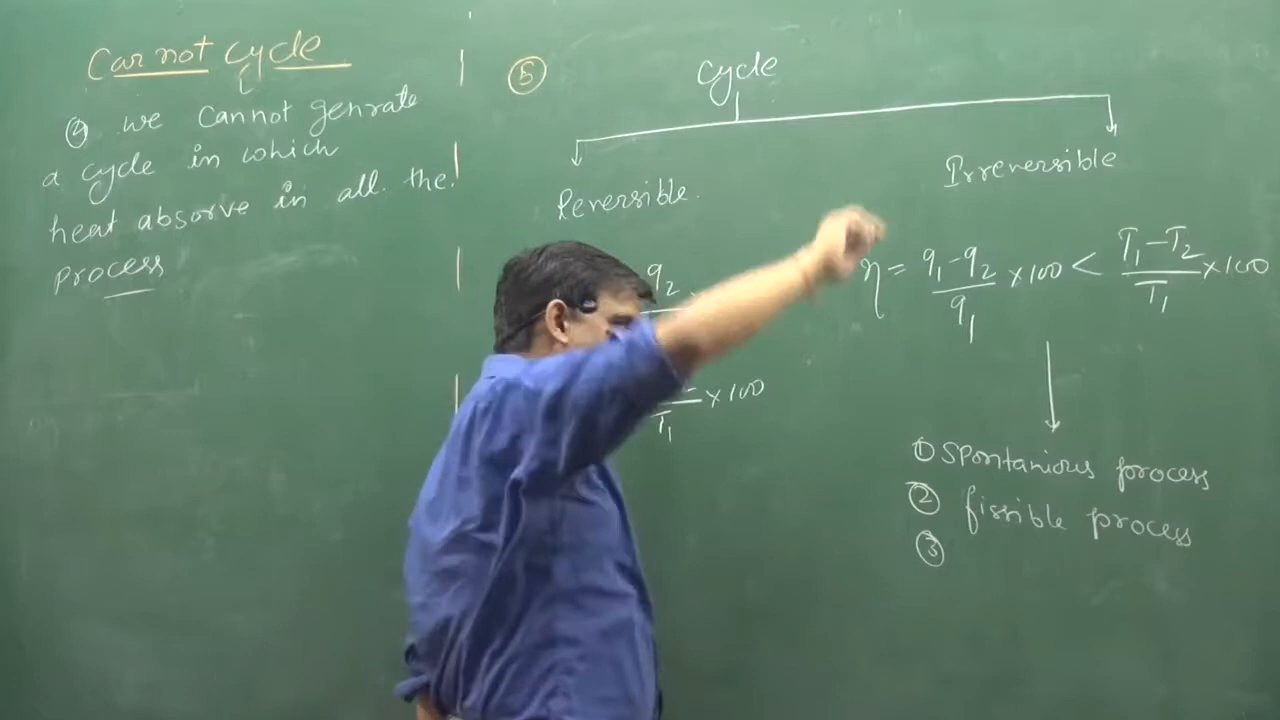 Carnot cycle
④ we cannot genrate
a cycle in which
heat absorve in all the
process
⑤ cycle
Reversible
Irreversible
q₂
×100
T₁
η = q₁-q₂/q₁ ×100 < T₁-T₂/T₁ ×100
① spontanious process
② fissible process
③